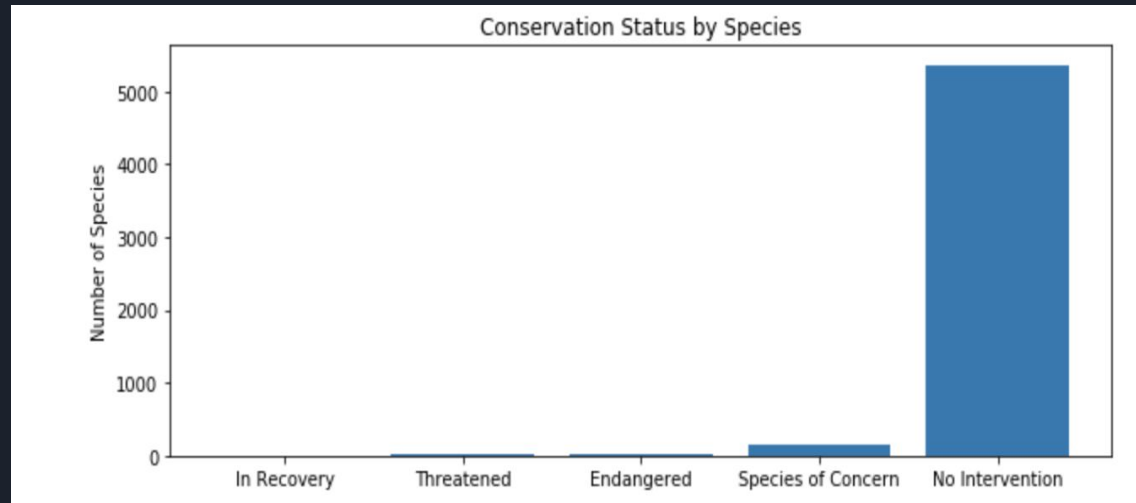 Conservation Status by Species
Number of Species
5000
4000
3000
2000
1000
0
In Recovery
Threatened
Endangered
Species of Concern
No Intervention